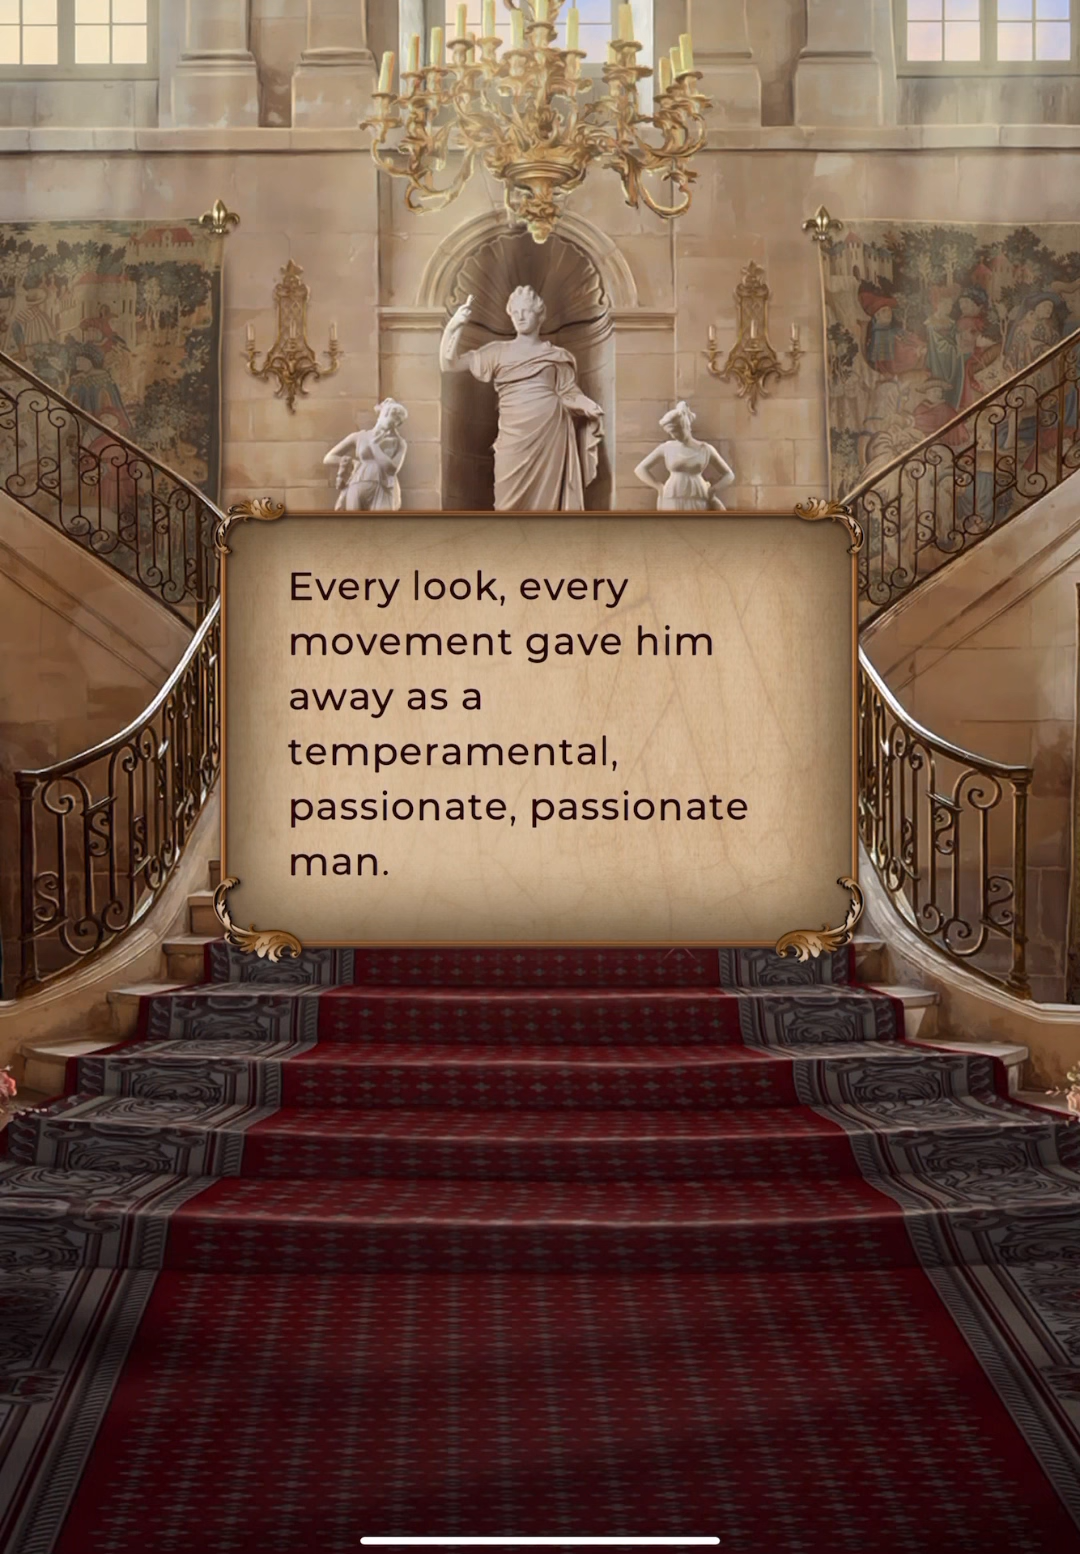 Every look, every
movement gave him
away as a
temperamental,
passionate, passionate
man.